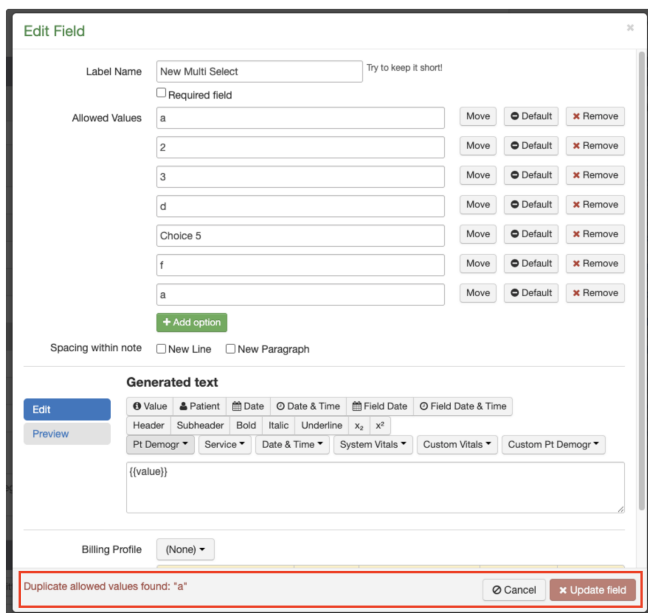 Edit Field
×
Label Name New Multi Select Try to keep it short!
Required field
Allowed Values a Move Default Remove
2 Move Default Remove
3 Move Default Remove
d Move Default Remove
Choice 5 Move Default Remove
f Move Default Remove
a Move Default Remove
+ Add option
Spacing within note New Line New Paragraph
Generated text
Edit
Preview
Value Patient Date Date & Time Field Date Field Date & Time
Header Subheader Bold Italic Underline x₂ x²
Pt Demogr Service Date & Time System Vitals Custom Vitals Custom Pt Demogr
{{value}}
Billing Profile (None)
Duplicate allowed values found: "a" Cancel Update field